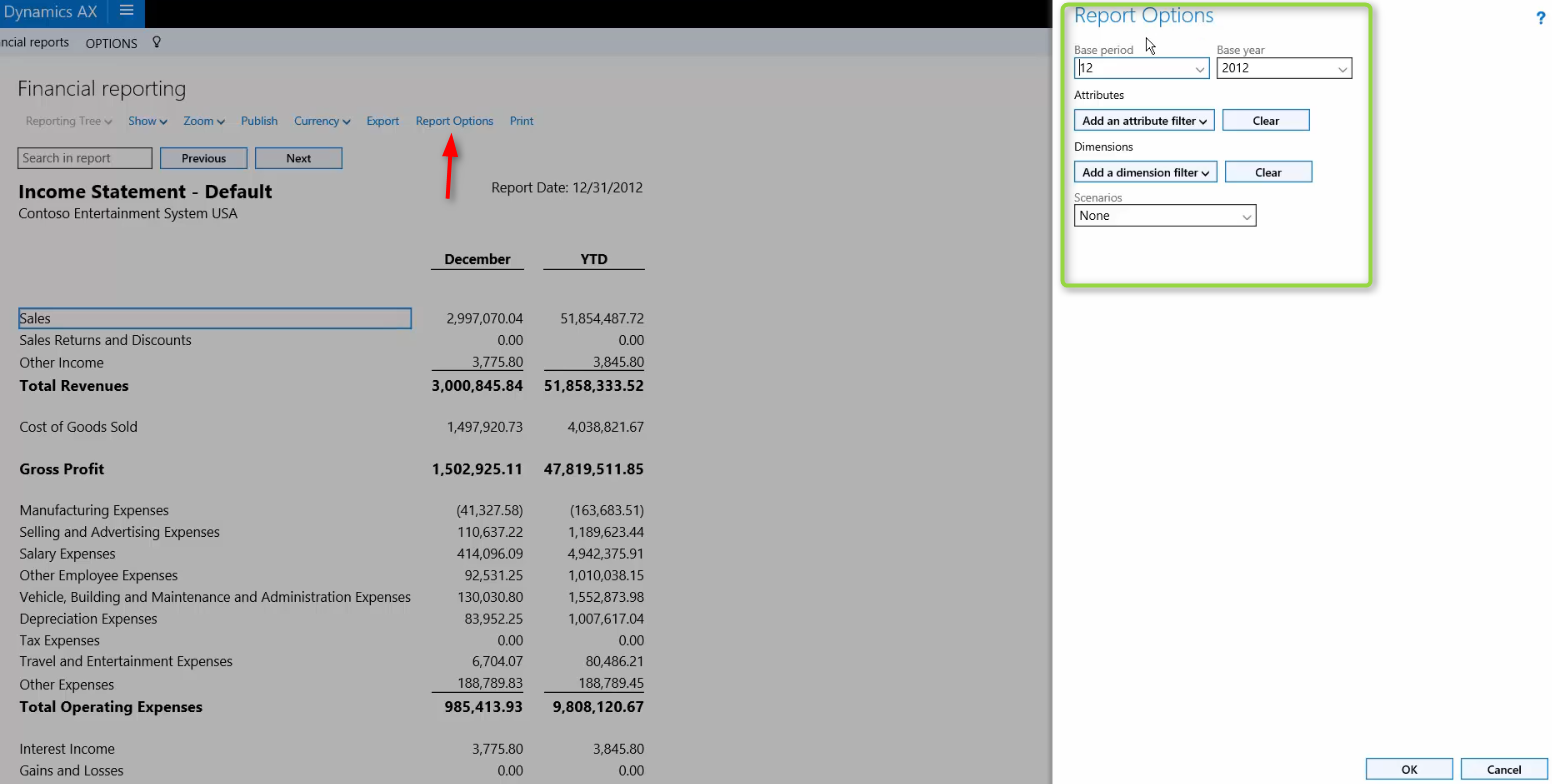 Dynamics AX
ncial reports OPTIONS
Financial reporting
Reporting Tree Show Zoom Publish Currency Export Report Options Print
Search in report Previous Next
Income Statement - Default Report Date: 12/31/2012
Contoso Entertainment System USA
December YTD
Sales 2,997,070.04 51,854,487.72
Sales Returns and Discounts 0.00 0.00
Other Income 3,775.80 3,845.80
Total Revenues 3,000,845.84 51,858,333.52
Cost of Goods Sold 1,497,920.73 4,038,821.67
Gross Profit 1,502,925.11 47,819,511.85
Manufacturing Expenses (41,327.58) (163,683.51)
Selling and Advertising Expenses 110,637.22 1,189,623.44
Salary Expenses 414,096.09 4,942,375.91
Other Employee Expenses 92,531.25 1,010,038.15
Vehicle, Building and Maintenance and Administration Expenses 130,030.80 1,552,873.98
Depreciation Expenses 83,952.25 1,007,617.04
Tax Expenses 0.00 0.00
Travel and Entertainment Expenses 6,704.07 80,486.21
Other Expenses 188,789.83 188,789.45
Total Operating Expenses 985,413.93 9,808,120.67
Interest Income 3,775.80 3,845.80
Gains and Losses 0.00 0.00
Report Options ?
Base period Base year
12 2012
Attributes
Add an attribute filter Clear
Dimensions
Add a dimension filter Clear
Scenarios
None
OK Cancel